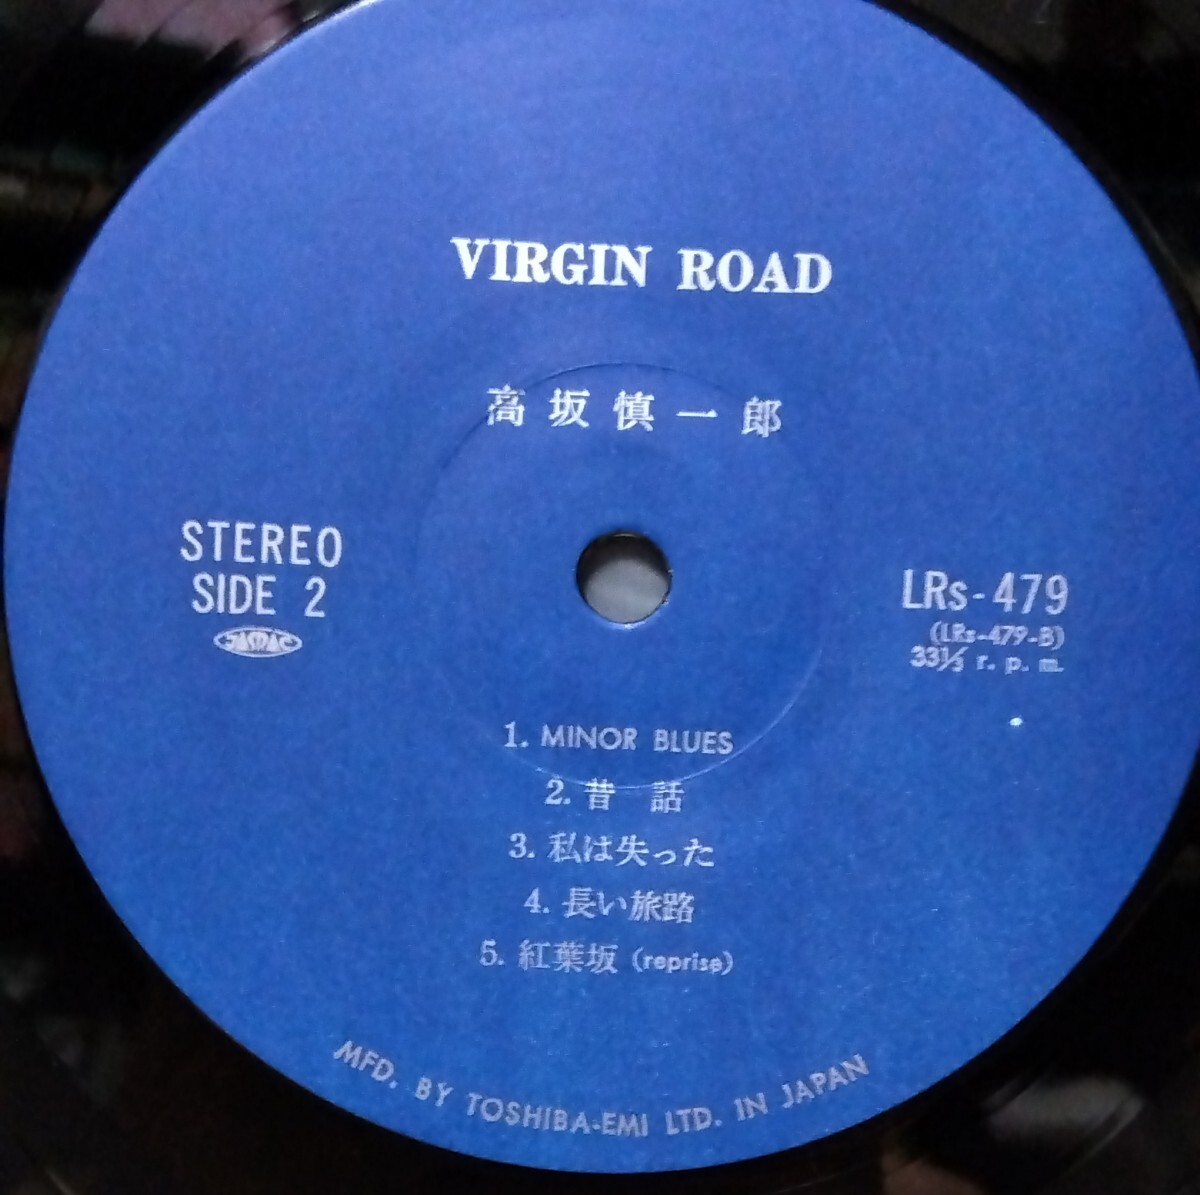 VIRGIN ROAD
高坂慎一郎
STEREO
SIDE 2
JASRAC
LRs-479
(LRs-479-B)
33⅓ r. p. m.
1. MINOR BLUES
2. 昔 話
3. 私は失った
4. 長い旅路
5. 紅葉坂 (reprise)
MFD. BY TOSHIBA-EMI LTD. IN JAPAN